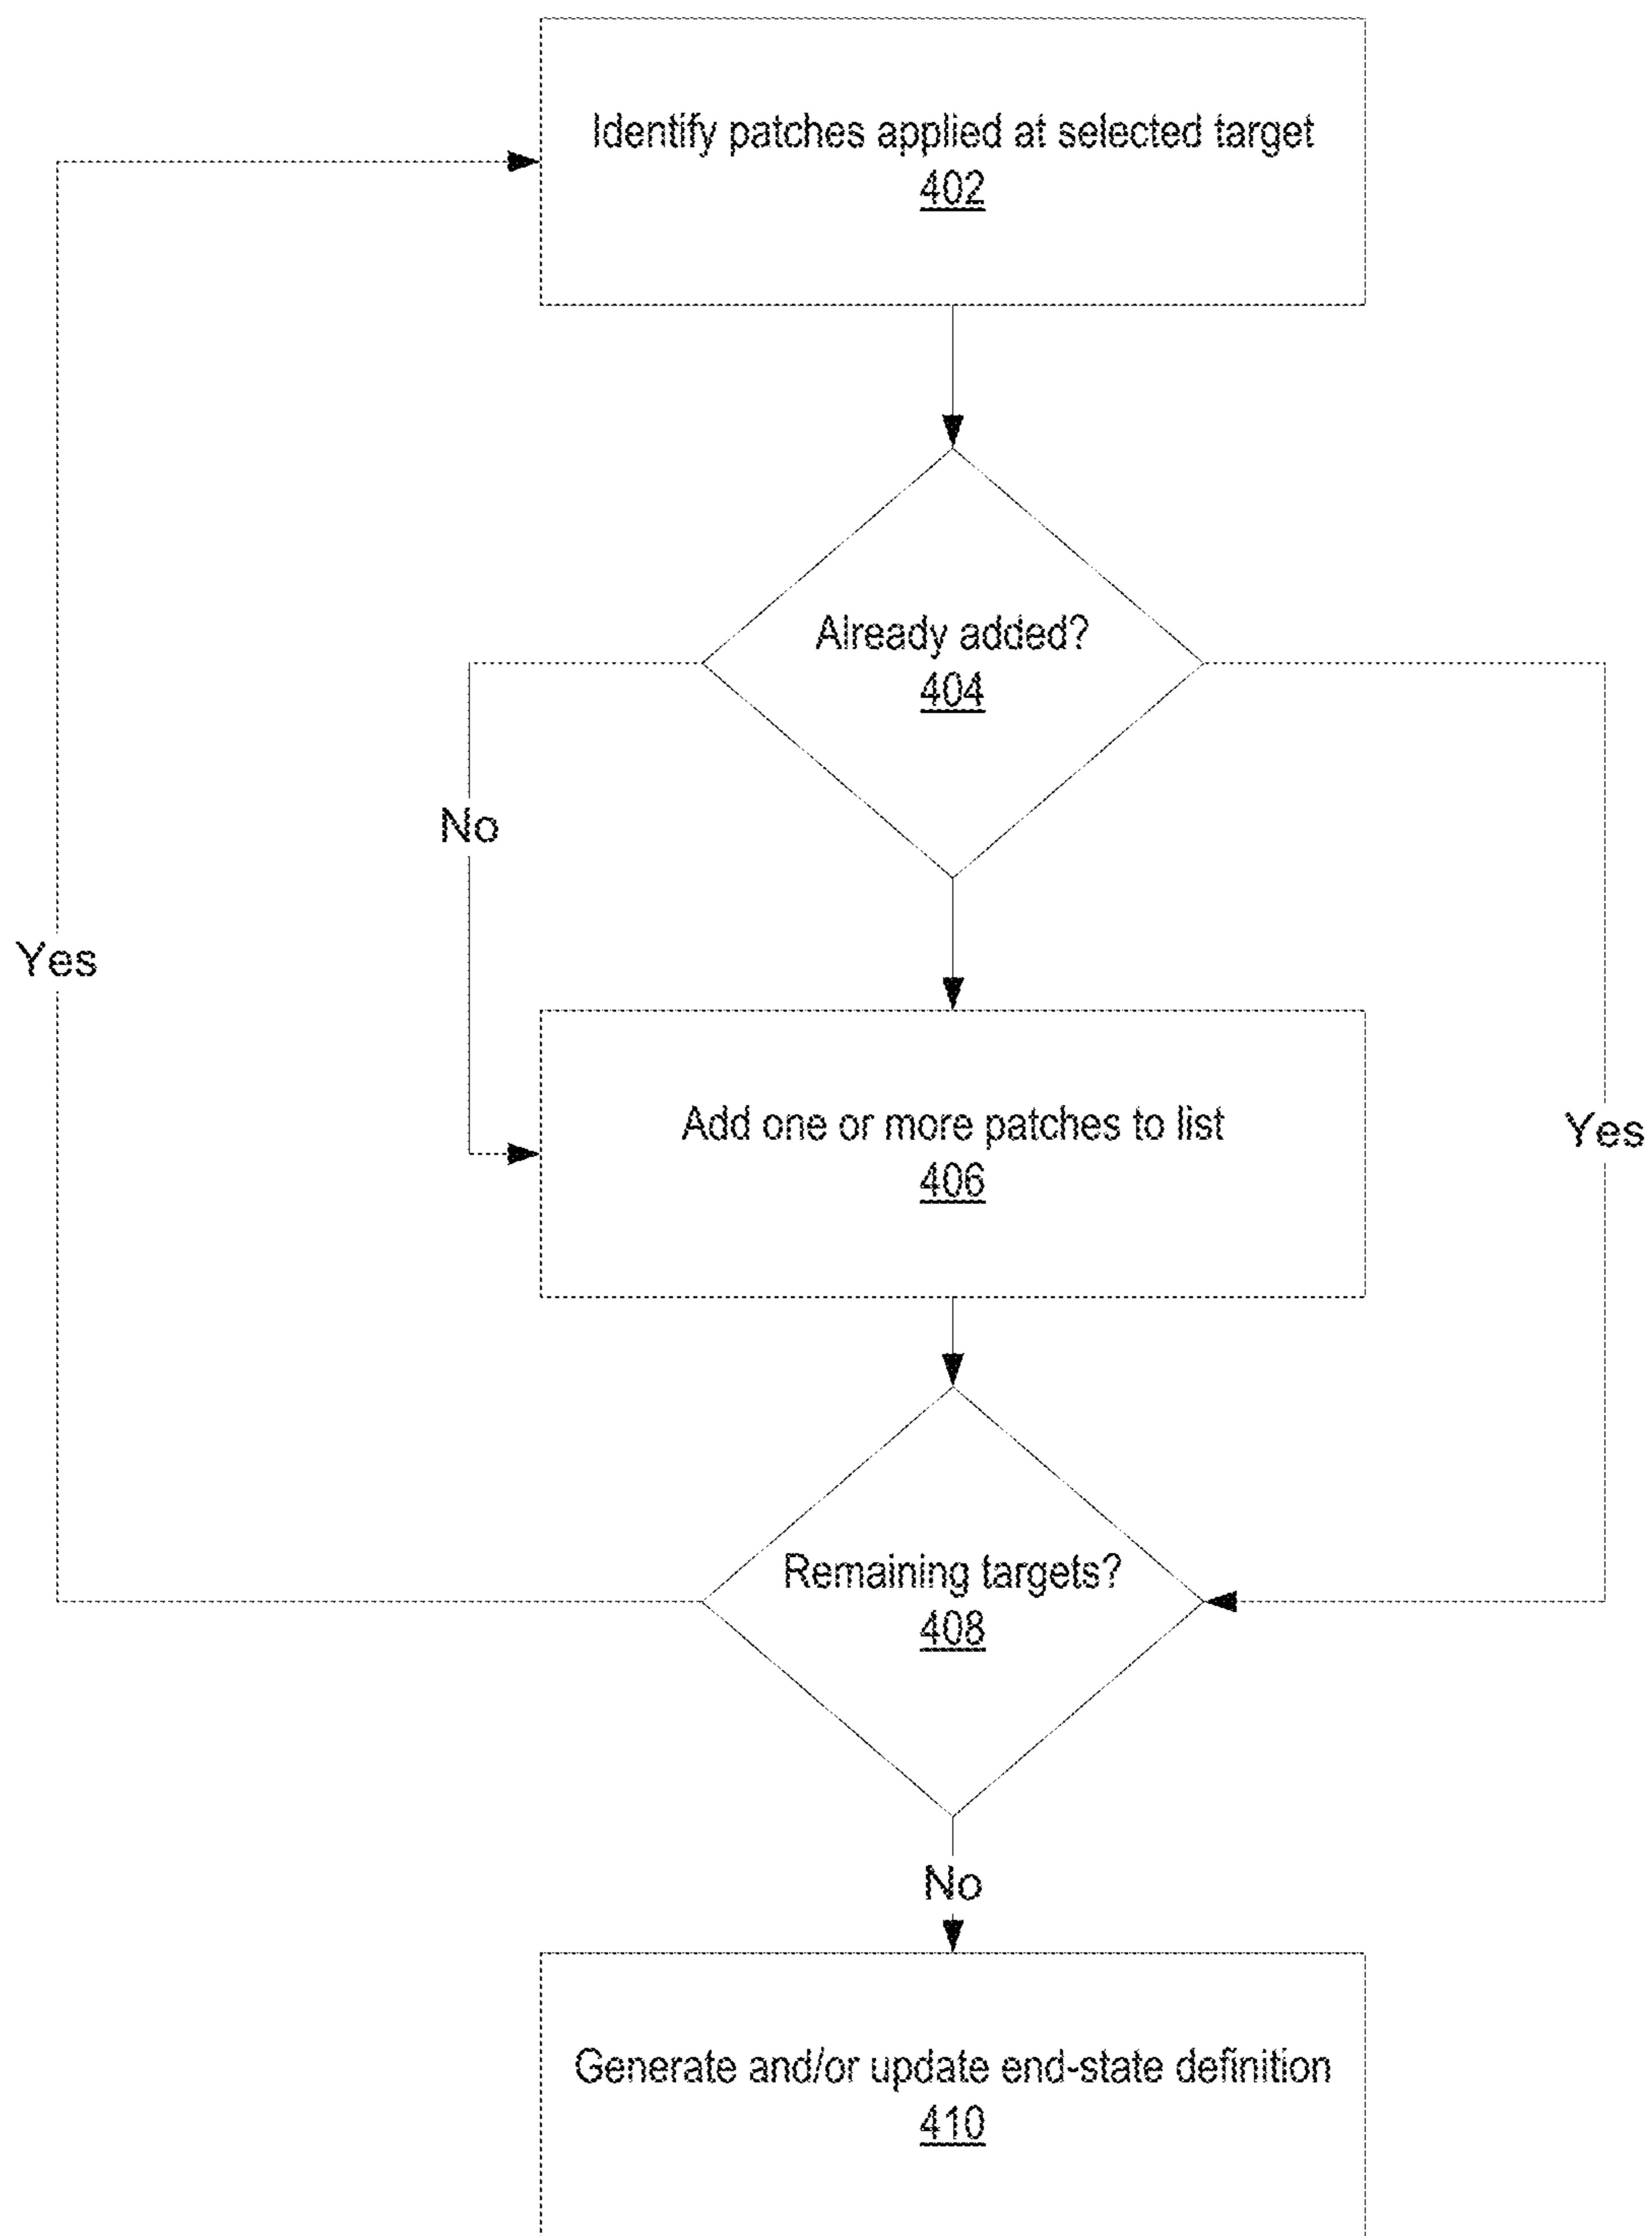 Identify patches applied at selected target
402
Already added?
404
No
Yes
Yes
Add one or more patches to list
406
Remaining targets?
408
No
Generate and/or update end-state definition
410